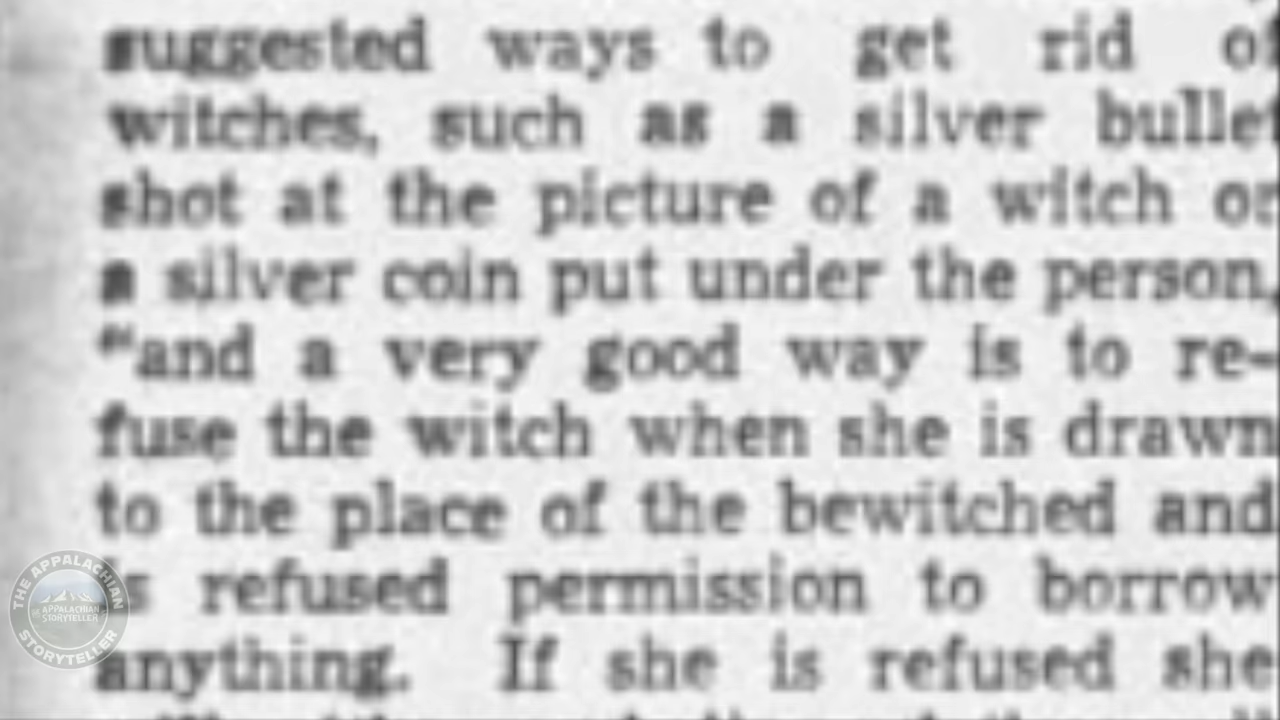 suggested ways to get rid of
witches, such as a silver bullet
shot at the picture of a witch or
a silver coin put under the person,
"and a very good way is to re-
fuse the witch when she is drawn
to the place of the bewitched and
is refused permission to borrow
anything. If she is refused she
THE APPALACHIAN
STORYTELLER
THE APPALACHIAN
STORYTELLER